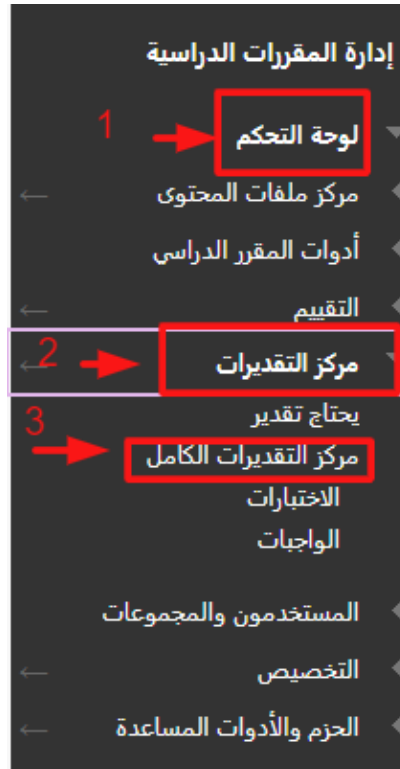 إدارة المقررات الدراسية
1 لوحة التحكم
مركز ملفات المحتوى
أدوات المقرر الدراسي
التقييم
2 مركز التقديرات
يحتاج تقدير
3 مركز التقديرات الكامل
الاختبارات
الواجبات
المستخدمون والمجموعات
التخصيص
الحزم والأدوات المساعدة